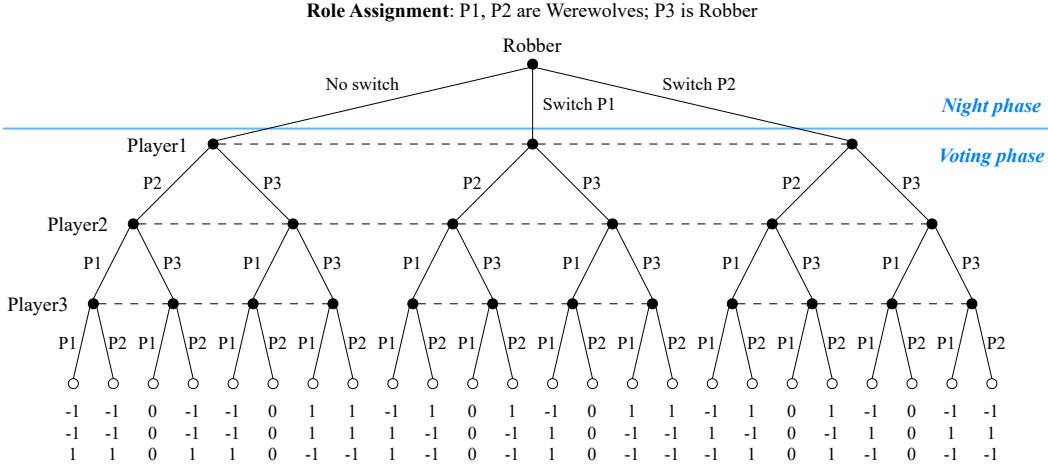 Role Assignment: P1, P2 are Werewolves; P3 is Robber
Robber
No switch
Switch P1
Switch P2
Night phase
Voting phase
Player1
P2 P3 P2 P3 P2 P3
Player2
P1 P3 P1 P3 P1 P3 P1 P3 P1 P3 P1 P3
Player3
P1 P2 P1 P2 P1 P2 P1 P2 P1 P2 P1 P2 P1 P2 P1 P2 P1 P2 P1 P2 P1 P2 P1 P2
-1 -1 0 -1 -1 0 1 1 -1 1 0 1 -1 0 1 1 -1 1 0 1 -1 0 -1 -1
-1 -1 0 -1 -1 0 1 1 1 -1 0 -1 1 0 -1 -1 -1 1 0 -1 -1 0 1 1
1 1 0 1 1 0 -1 -1 -1 1 0 1 -1 0 1 1 -1 1 0 1 -1 0 -1 -1